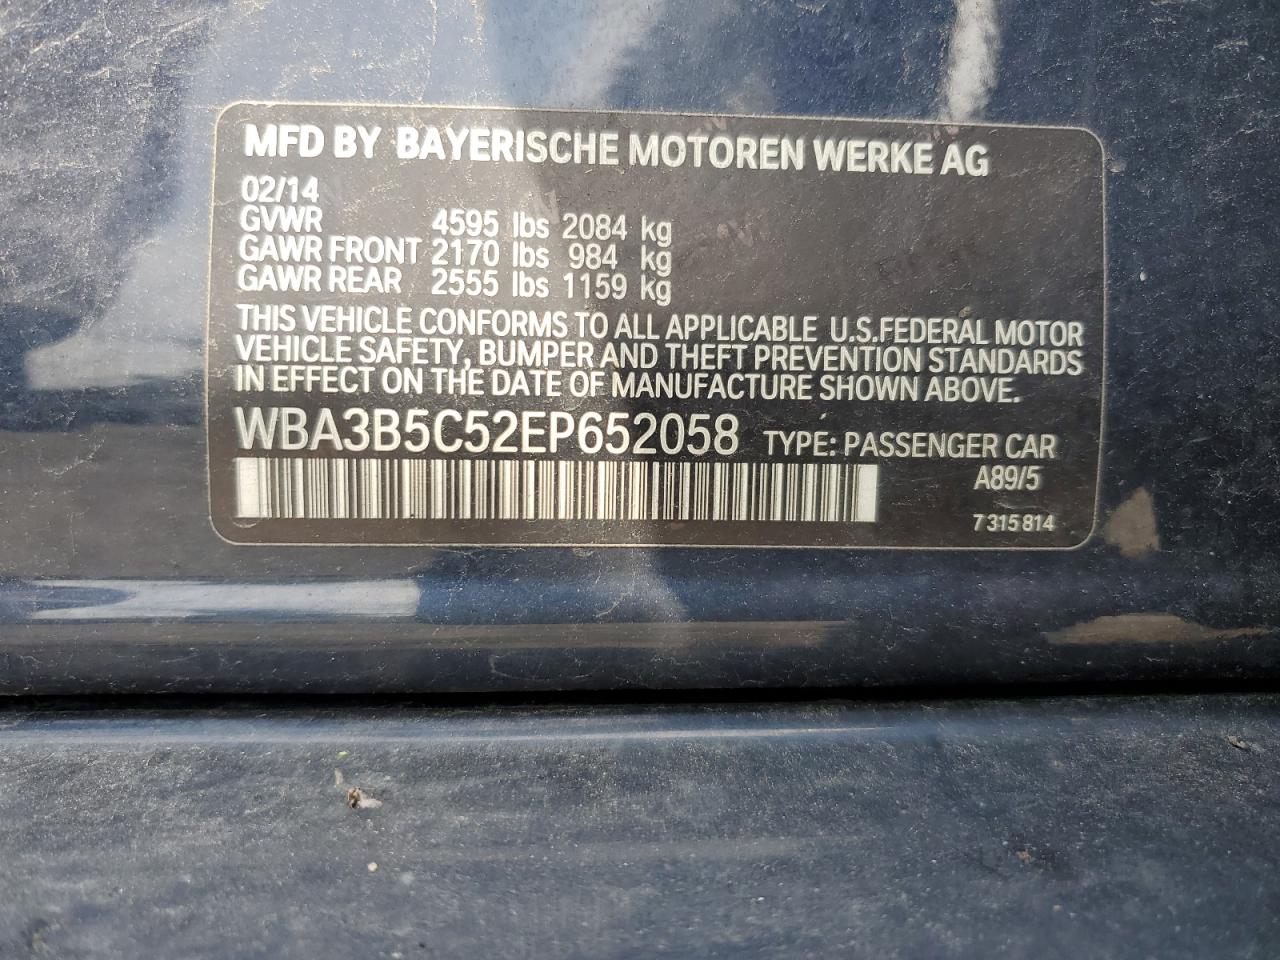 MFD BY BAYERISCHE MOTOREN WERKE AG
02/14
GVWR 4595 lbs 2084 kg
GAWR FRONT 2170 lbs 984 kg
GAWR REAR 2555 lbs 1159 kg
THIS VEHICLE CONFORMS TO ALL APPLICABLE U.S.FEDERAL MOTOR
VEHICLE SAFETY, BUMPER AND THEFT PREVENTION STANDARDS
IN EFFECT ON THE DATE OF MANUFACTURE SHOWN ABOVE.
WBA3B5C52EP652058 TYPE: PASSENGER CAR
A89/5
7 315 814